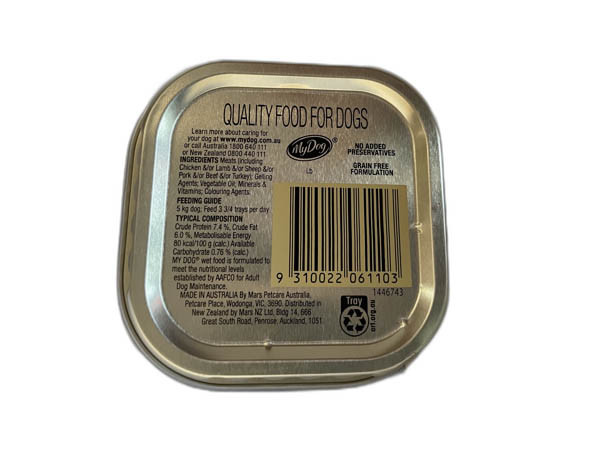 QUALITY FOOD FOR DOGS
Learn more about caring for
your dog at www.mydog.com.au
or call Australia 1800 640 111
or New Zealand 0800 440 111
INGREDIENTS Meats (including
Chicken &/or Lamb &/or Sheep &/or
Pork &/or Beef &/or Turkey); Gelling
Agents; Vegetable Oil; Minerals &
Vitamins; Colouring Agents.
FEEDING GUIDE
5 kg dog: Feed 3 3/4 trays per day
TYPICAL COMPOSITION
Crude Protein 7.4 %, Crude Fat
6.0 %, Metabolisable Energy
80 kcal/100 g (calc.) Available
Carbohydrate 0.76 % (calc.)
MY DOG® wet food is formulated to
meet the nutritional levels
established by AAFCO for Adult
Dog Maintenance.
MADE IN AUSTRALIA By Mars Petcare Australia,
Petcare Place, Wodonga, VIC. 3690. Distributed in
New Zealand by Mars NZ Ltd, Bldg 14, 666
Great South Road, Penrose, Auckland, 1051.
My Dog®
L5
NO ADDED
PRESERVATIVES
GRAIN FREE
FORMULATION
9 310022 061103
1446743
Tray
arl.org.au